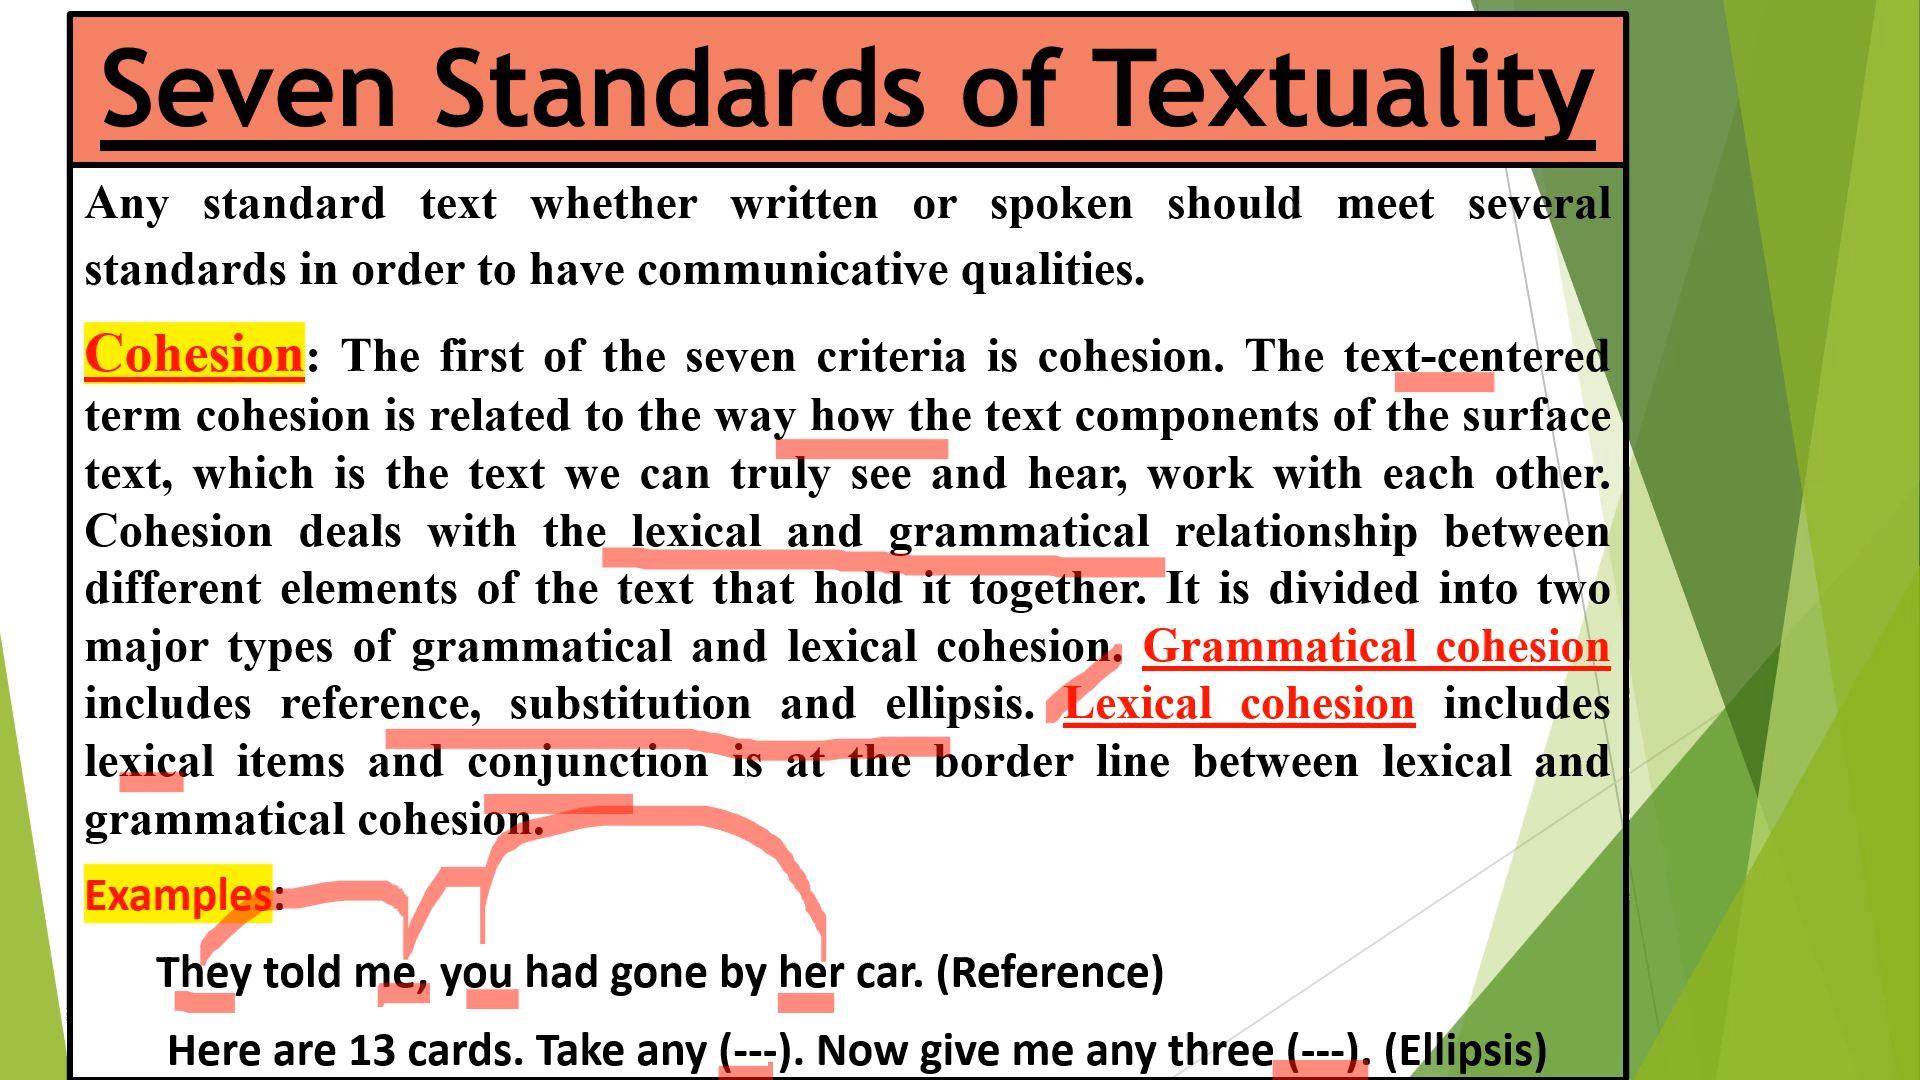 Seven Standards of Textuality
Any standard text whether written or spoken should meet several
standards in order to have communicative qualities.
Cohesion: The first of the seven criteria is cohesion. The text-centered
term cohesion is related to the way how the text components of the surface
text, which is the text we can truly see and hear, work with each other.
Cohesion deals with the lexical and grammatical relationship between
different elements of the text that hold it together. It is divided into two
major types of grammatical and lexical cohesion. Grammatical cohesion
includes reference, substitution and ellipsis. Lexical cohesion includes
lexical items and conjunction is at the border line between lexical and
grammatical cohesion.
Examples:
They told me, you had gone by her car. (Reference)
Here are 13 cards. Take any (---). Now give me any three (---). (Ellipsis)